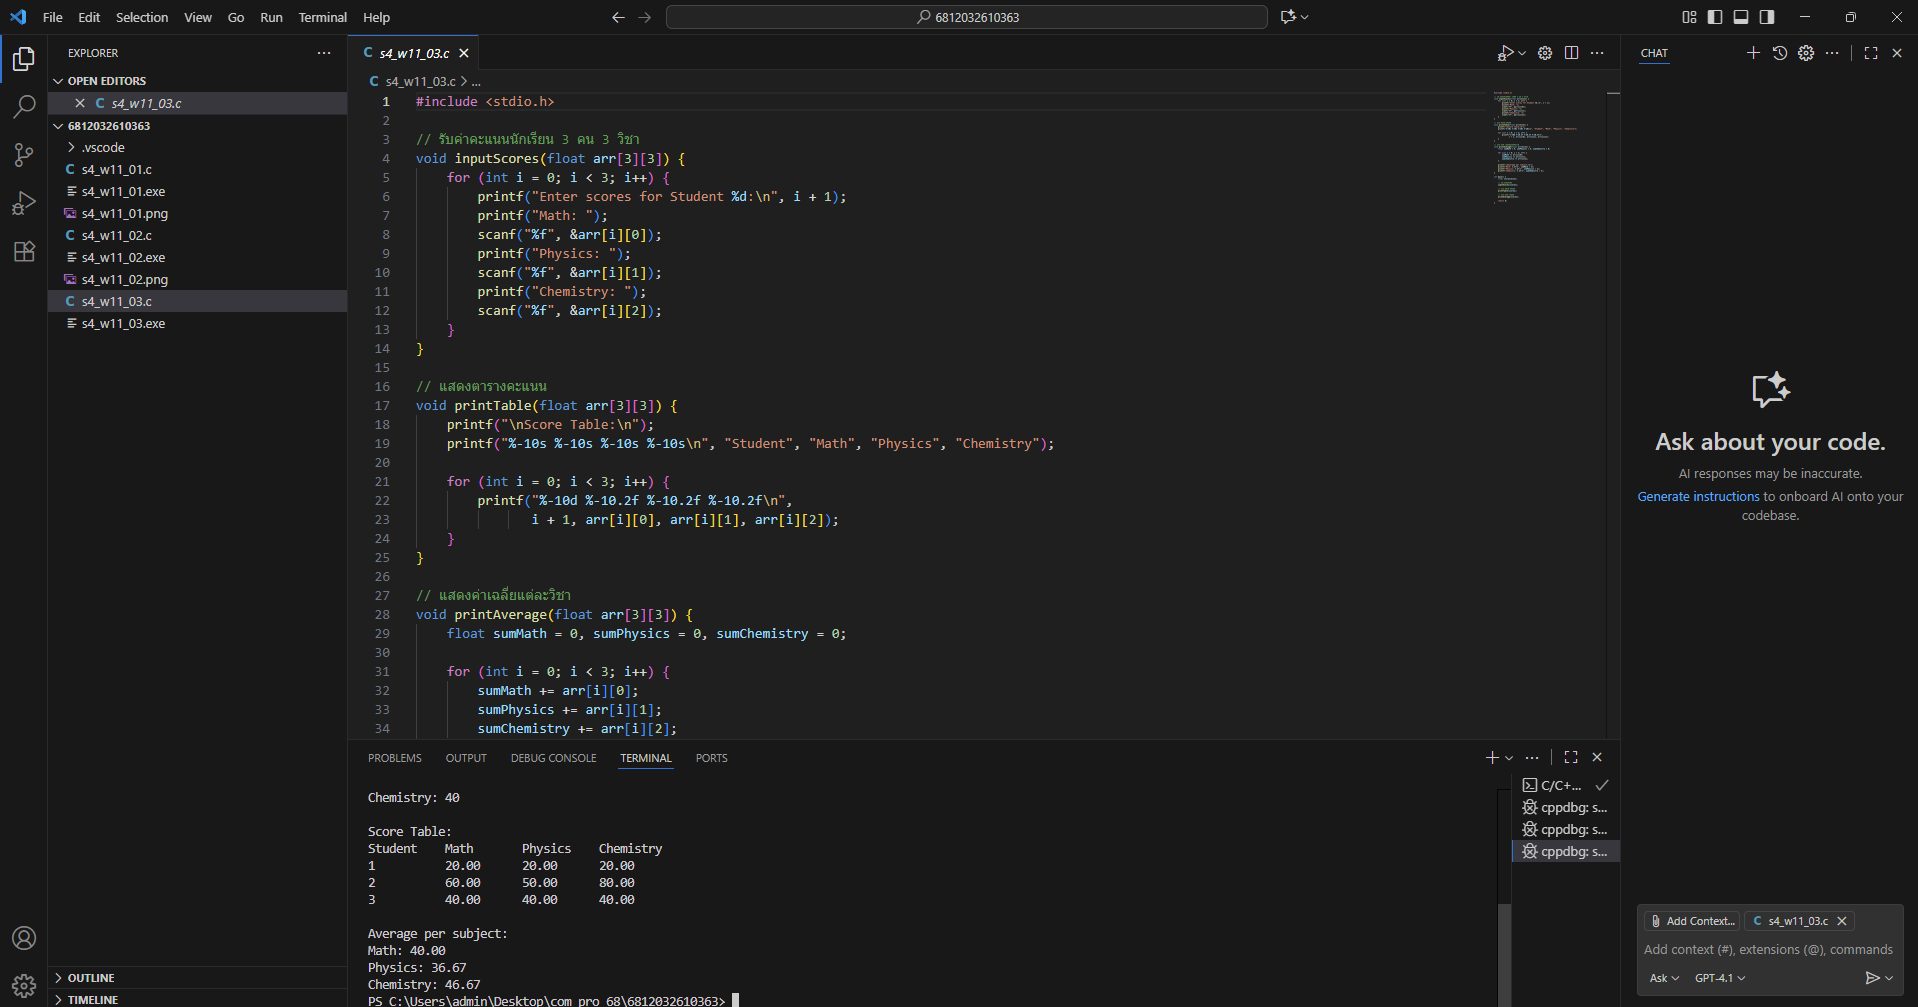 File Edit Selection View Go Run Terminal Help
6812032610363
EXPLORER
OPEN EDITORS
s4_w11_03.c
6812032610363
.vscode
s4_w11_01.c
s4_w11_01.exe
s4_w11_01.png
s4_w11_02.c
s4_w11_02.exe
s4_w11_02.png
s4_w11_03.c
s4_w11_03.exe
OUTLINE
TIMELINE
s4_w11_03.c
s4_w11_03.c > ...
1 #include <stdio.h>
2
3 // รับค่าคะแนนนักเรียน 3 คน 3 วิชา
4 void inputScores(float arr[3][3]) {
5 for (int i = 0; i < 3; i++) {
6 printf("Enter scores for Student %d:\n", i + 1);
7 printf("Math: ");
8 scanf("%f", &arr[i][0]);
9 printf("Physics: ");
10 scanf("%f", &arr[i][1]);
11 printf("Chemistry: ");
12 scanf("%f", &arr[i][2]);
13 }
14 }
15
16 // แสดงตารางคะแนน
17 void printTable(float arr[3][3]) {
18 printf("\nScore Table:\n");
19 printf("%-10s %-10s %-10s %-10s\n", "Student", "Math", "Physics", "Chemistry");
20
21 for (int i = 0; i < 3; i++) {
22 printf("%-10d %-10.2f %-10.2f %-10.2f\n",
23 i + 1, arr[i][0], arr[i][1], arr[i][2]);
24 }
25 }
26
27 // แสดงค่าเฉลี่ยแต่ละวิชา
28 void printAverage(float arr[3][3]) {
29 float sumMath = 0, sumPhysics = 0, sumChemistry = 0;
30
31 for (int i = 0; i < 3; i++) {
32 sumMath += arr[i][0];
33 sumPhysics += arr[i][1];
34 sumChemistry += arr[i][2];
PROBLEMS OUTPUT DEBUG CONSOLE TERMINAL PORTS
Chemistry: 40
Score Table:
Student Math Physics Chemistry
1 20.00 20.00 20.00
2 60.00 50.00 80.00
3 40.00 40.00 40.00
Average per subject:
Math: 40.00
Physics: 36.67
Chemistry: 46.67
PS C:\Users\admin\Desktop\com pro 68\6812032610363>
C/C+...
cppdbg: s...
cppdbg: s...
cppdbg: s...
CHAT
Ask about your code.
AI responses may be inaccurate.
Generate instructions to onboard AI onto your
codebase.
Add Context... s4_w11_03.c
Add context (#), extensions (@), commands
Ask GPT-4.1